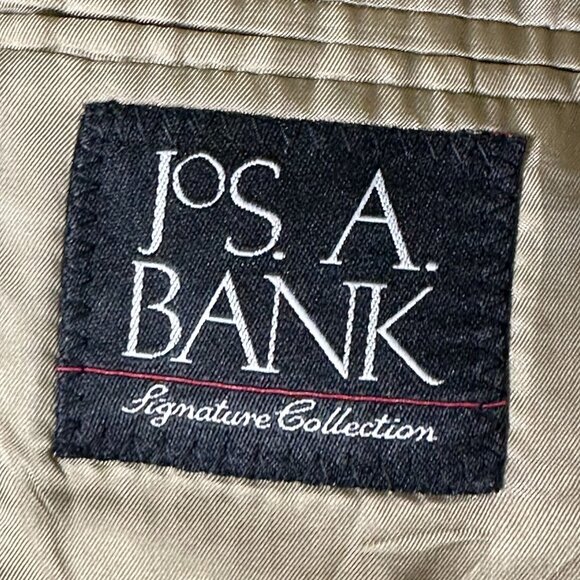 JoS. A.
BANK
Signature Collection